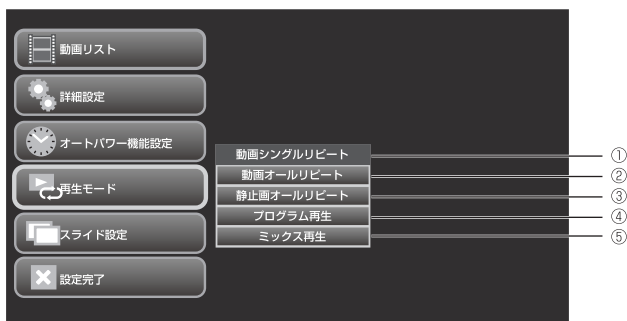 動画リスト
詳細設定
オートパワー機能設定
再生モード
スライド設定
設定完了
動画シングルリピート ①
動画オールリピート ②
静止画オールリピート ③
プログラム再生 ④
ミックス再生 ⑤